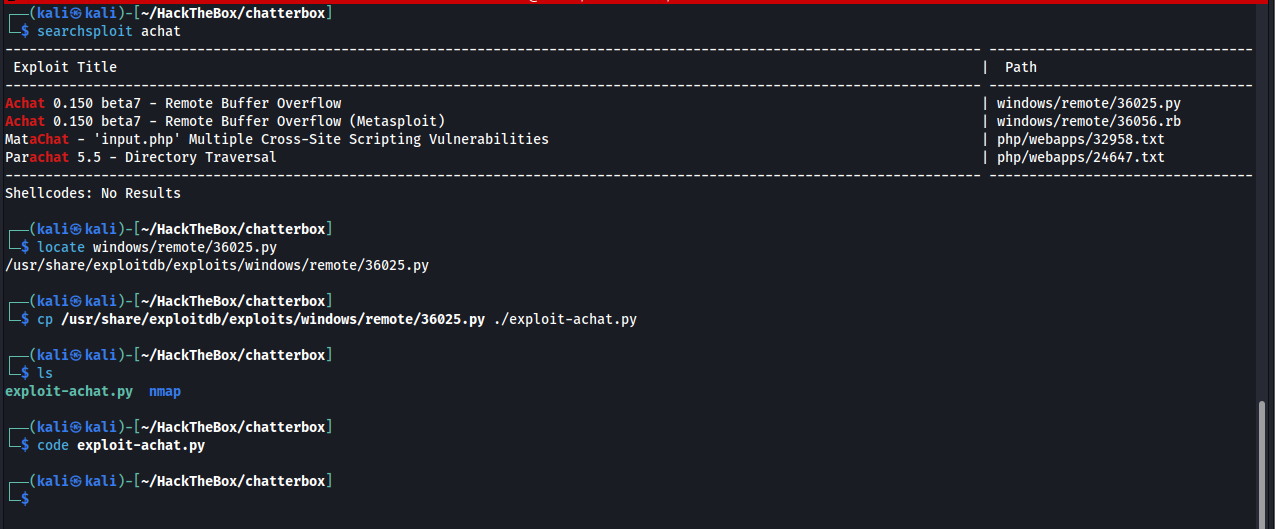 ┌──(kali㉿kali)-[~/HackTheBox/chatterbox]
└─$ searchsploit achat
---------------------------------------------------------------------------------------------------------------------- ---------------------------------
 Exploit Title | Path
---------------------------------------------------------------------------------------------------------------------- ---------------------------------
Achat 0.150 beta7 - Remote Buffer Overflow | windows/remote/36025.py
Achat 0.150 beta7 - Remote Buffer Overflow (Metasploit) | windows/remote/36056.rb
MataChat - 'input.php' Multiple Cross-Site Scripting Vulnerabilities | php/webapps/32958.txt
Parachat 5.5 - Directory Traversal | php/webapps/24647.txt
---------------------------------------------------------------------------------------------------------------------- ---------------------------------
Shellcodes: No Results
┌──(kali㉿kali)-[~/HackTheBox/chatterbox]
└─$ locate windows/remote/36025.py
/usr/share/exploitdb/exploits/windows/remote/36025.py
┌──(kali㉿kali)-[~/HackTheBox/chatterbox]
└─$ cp /usr/share/exploitdb/exploits/windows/remote/36025.py ./exploit-achat.py
┌──(kali㉿kali)-[~/HackTheBox/chatterbox]
└─$ ls
exploit-achat.py nmap
┌──(kali㉿kali)-[~/HackTheBox/chatterbox]
└─$ code exploit-achat.py
┌──(kali㉿kali)-[~/HackTheBox/chatterbox]
└─$